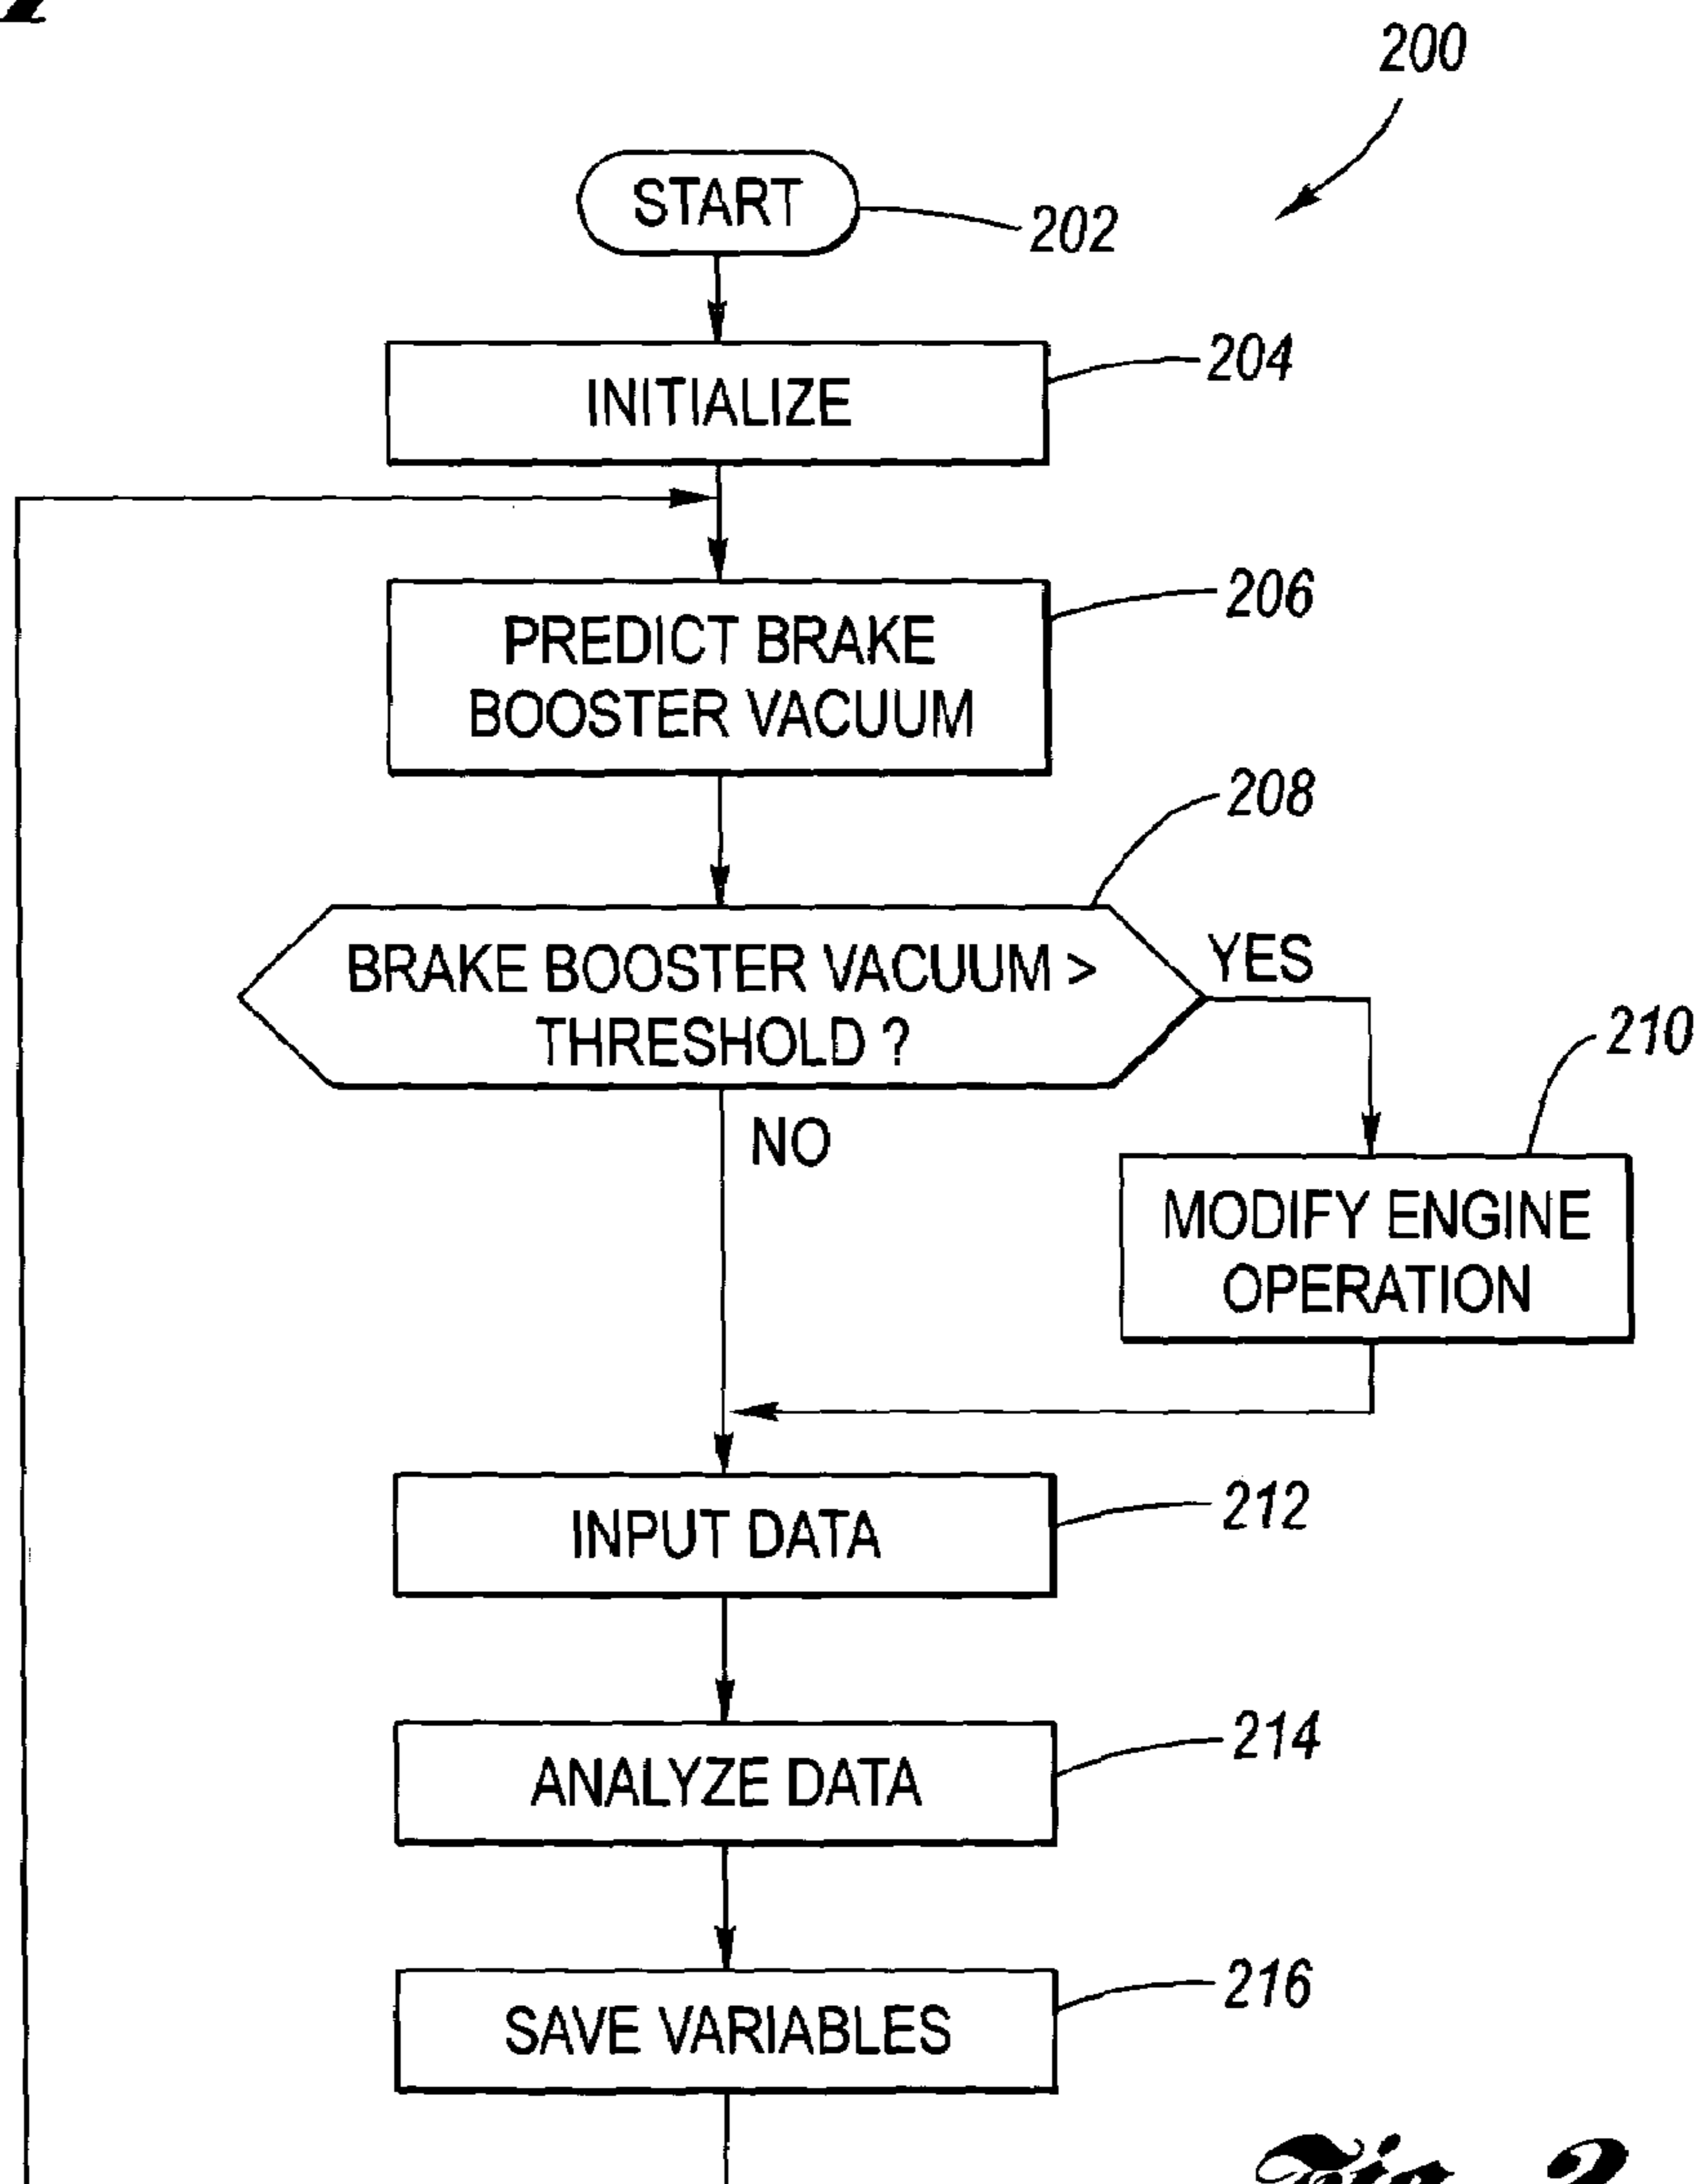 200
START
202
INITIALIZE
204
PREDICT BRAKE
BOOSTER VACUUM
206
208
BRAKE BOOSTER VACUUM >
THRESHOLD ?
YES
NO
210
MODIFY ENGINE
OPERATION
INPUT DATA
212
ANALYZE DATA
214
SAVE VARIABLES
216